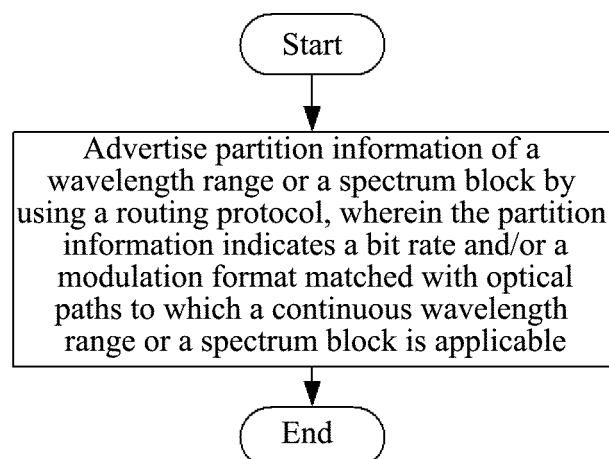 Start
Advertise partition information of a
wavelength range or a spectrum block by
using a routing protocol, wherein the partition
information indicates a bit rate and/or a
modulation format matched with optical
paths to which a continuous wavelength
range or a spectrum block is applicable
End